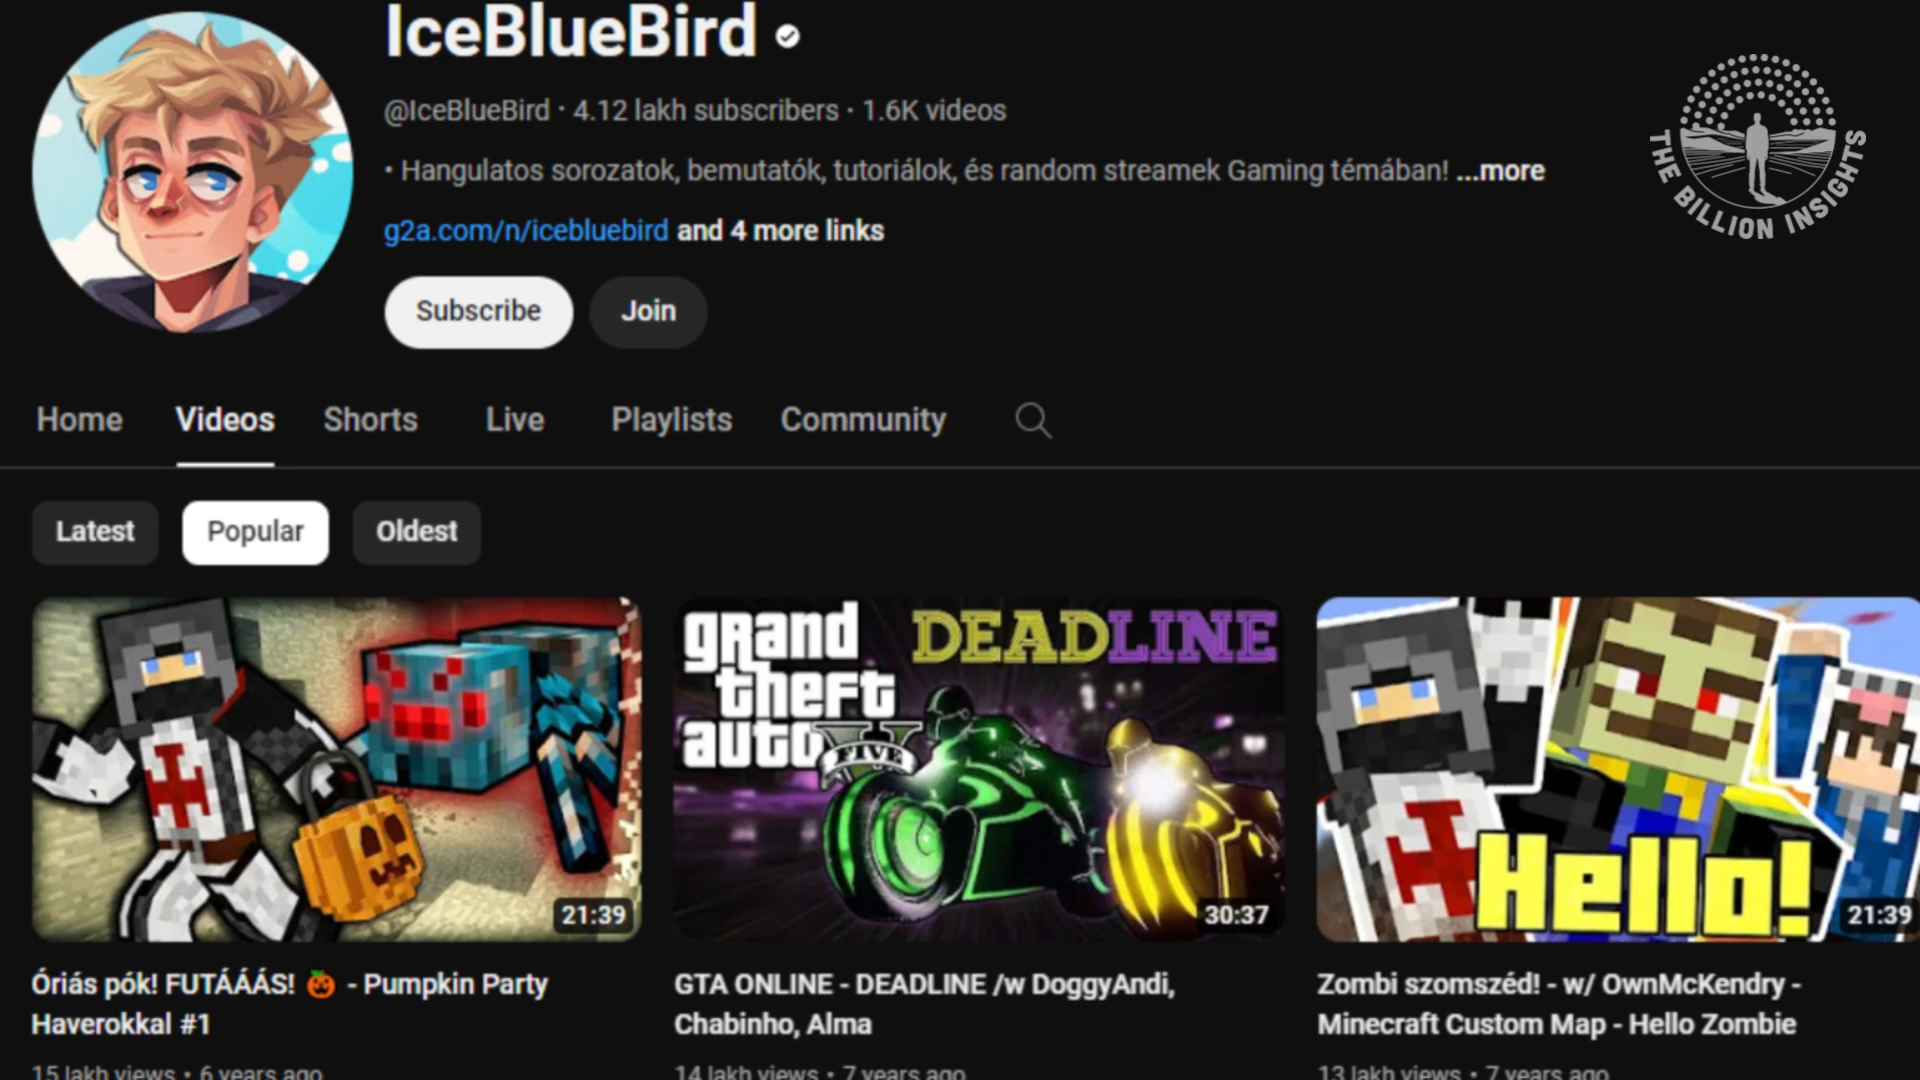 IceBlueBird
@IceBlueBird · 4.12 lakh subscribers · 1.6K videos
• Hangulatos sorozatok, bemutatók, tutoriálok, és random streamek Gaming témában! ...more
g2a.com/n/icebluebird and 4 more links
Subscribe
Join
THE BILLION INSIGHTS
Home
Videos
Shorts
Live
Playlists
Community
Latest
Popular
Oldest
21:39
grand
theft
auto
FIVE
DEADLINE
30:37
Hello!
21:39
Óriás pók! FUTÁÁÁS! 🎃 - Pumpkin Party
Haverokkal #1
15 lakh views • 6 years ago
GTA ONLINE - DEADLINE /w DoggyAndi,
Chabinho, Alma
14 lakh views • 7 years ago
Zombi szomszéd! - w/ OwnMcKendry -
Minecraft Custom Map - Hello Zombie
13 lakh views • 7 years ago